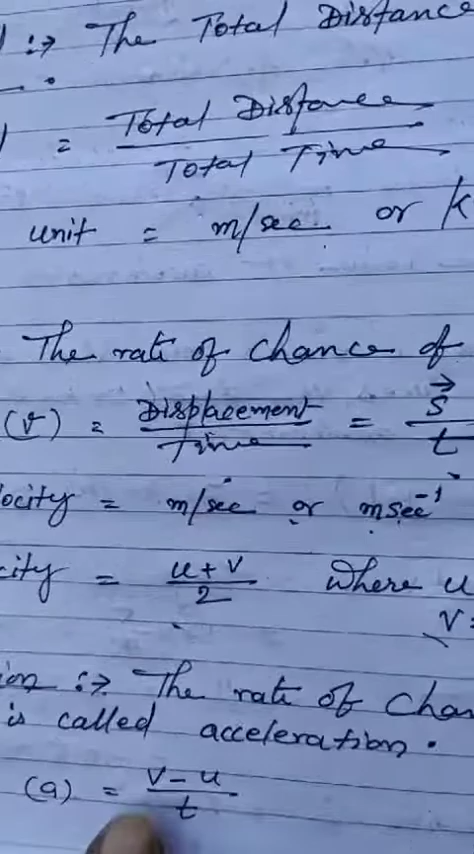 :→ The Total Distance
= Total Distance
Total Time
unit = m/sec or K
The rate of chance of
(v) = Displacement / Time = s⃗ / t
ocity = m/sec or msec⁻¹
city = u+v / 2 Where u
V=
ion :→ The rate of Chan
is called acceleration.
(a) = v-u / t